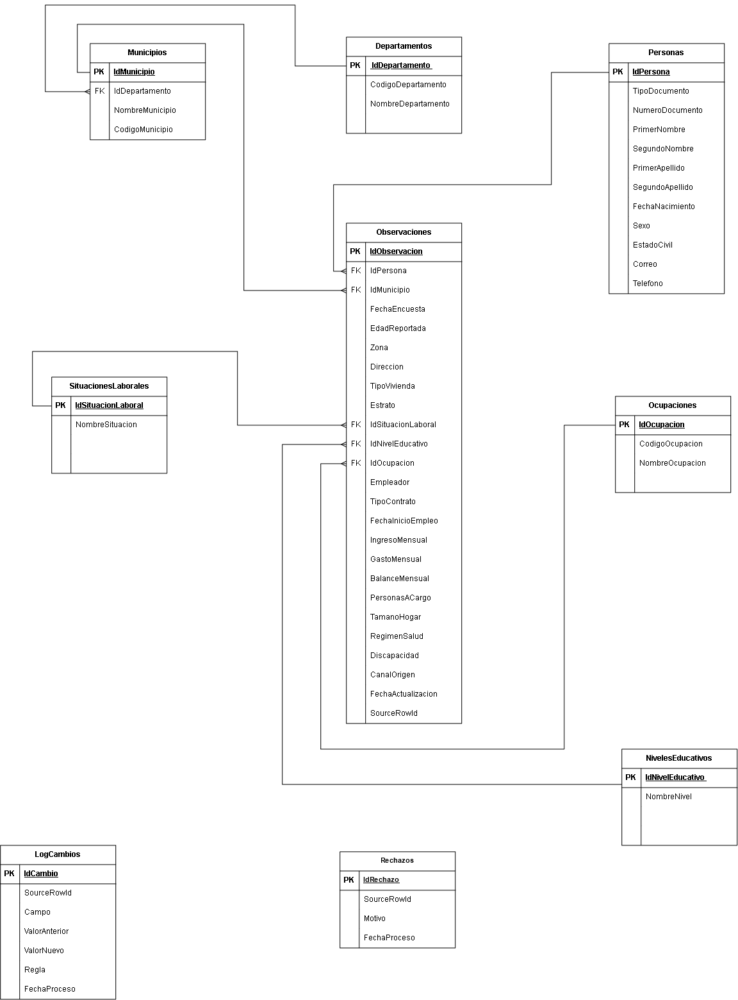 Municipios
PK IdMunicipio
FK IdDepartamento
NombreMunicipio
CodigoMunicipio
Departamentos
PK IdDepartamento
CodigoDepartamento
NombreDepartamento
Personas
PK IdPersona
TipoDocumento
NumeroDocumento
PrimerNombre
SegundoNombre
PrimerApellido
SegundoApellido
FechaNacimiento
Sexo
EstadoCivil
Correo
Telefono
Observaciones
PK IdObservacion
FK IdPersona
FK IdMunicipio
FechaEncuesta
EdadReportada
Zona
Direccion
TipoVivienda
Estrato
FK IdSituacionLaboral
FK IdNivelEducativo
FK IdOcupacion
Empleador
TipoContrato
FechaInicioEmpleo
IngresoMensual
GastoMensual
BalanceMensual
PersonasACargo
TamanoHogar
RegimenSalud
Discapacidad
CanalOrigen
FechaActualizacion
SourceRowId
SituacionesLaborales
PK IdSituacionLaboral
NombreSituacion
Ocupaciones
PK IdOcupacion
CodigoOcupacion
NombreOcupacion
NivelesEducativos
PK IdNivelEducativo
NombreNivel
LogCambios
PK IdCambio
SourceRowId
Campo
ValorAnterior
ValorNuevo
Regla
FechaProceso
Rechazos
PK IdRechazo
SourceRowId
Motivo
FechaProceso